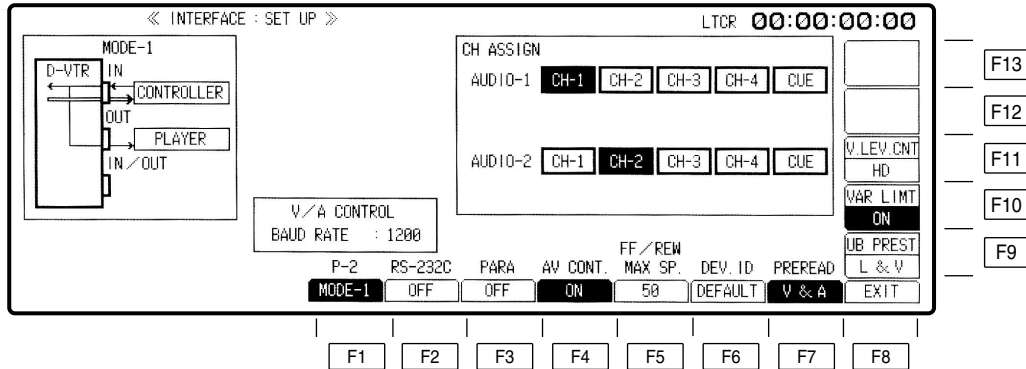 ≪ INTERFACE : SET UP ≫
LTCR 00:00:00:00
MODE-1
D-VTR
IN
CONTROLLER
OUT
PLAYER
IN/OUT
CH ASSIGN
AUDIO-1 CH-1 CH-2 CH-3 CH-4 CUE
AUDIO-2 CH-1 CH-2 CH-3 CH-4 CUE
V/A CONTROL
BAUD RATE : 1200
V.LEV.CNT
HD
VAR LIMT
ON
UB PREST
L & V
EXIT
P-2 RS-232C PARA AV CONT. FF/REW MAX SP. DEV. ID PREREAD
MODE-1 OFF OFF ON 50 DEFAULT V & A
F13
F12
F11
F10
F9
F1 F2 F3 F4 F5 F6 F7 F8